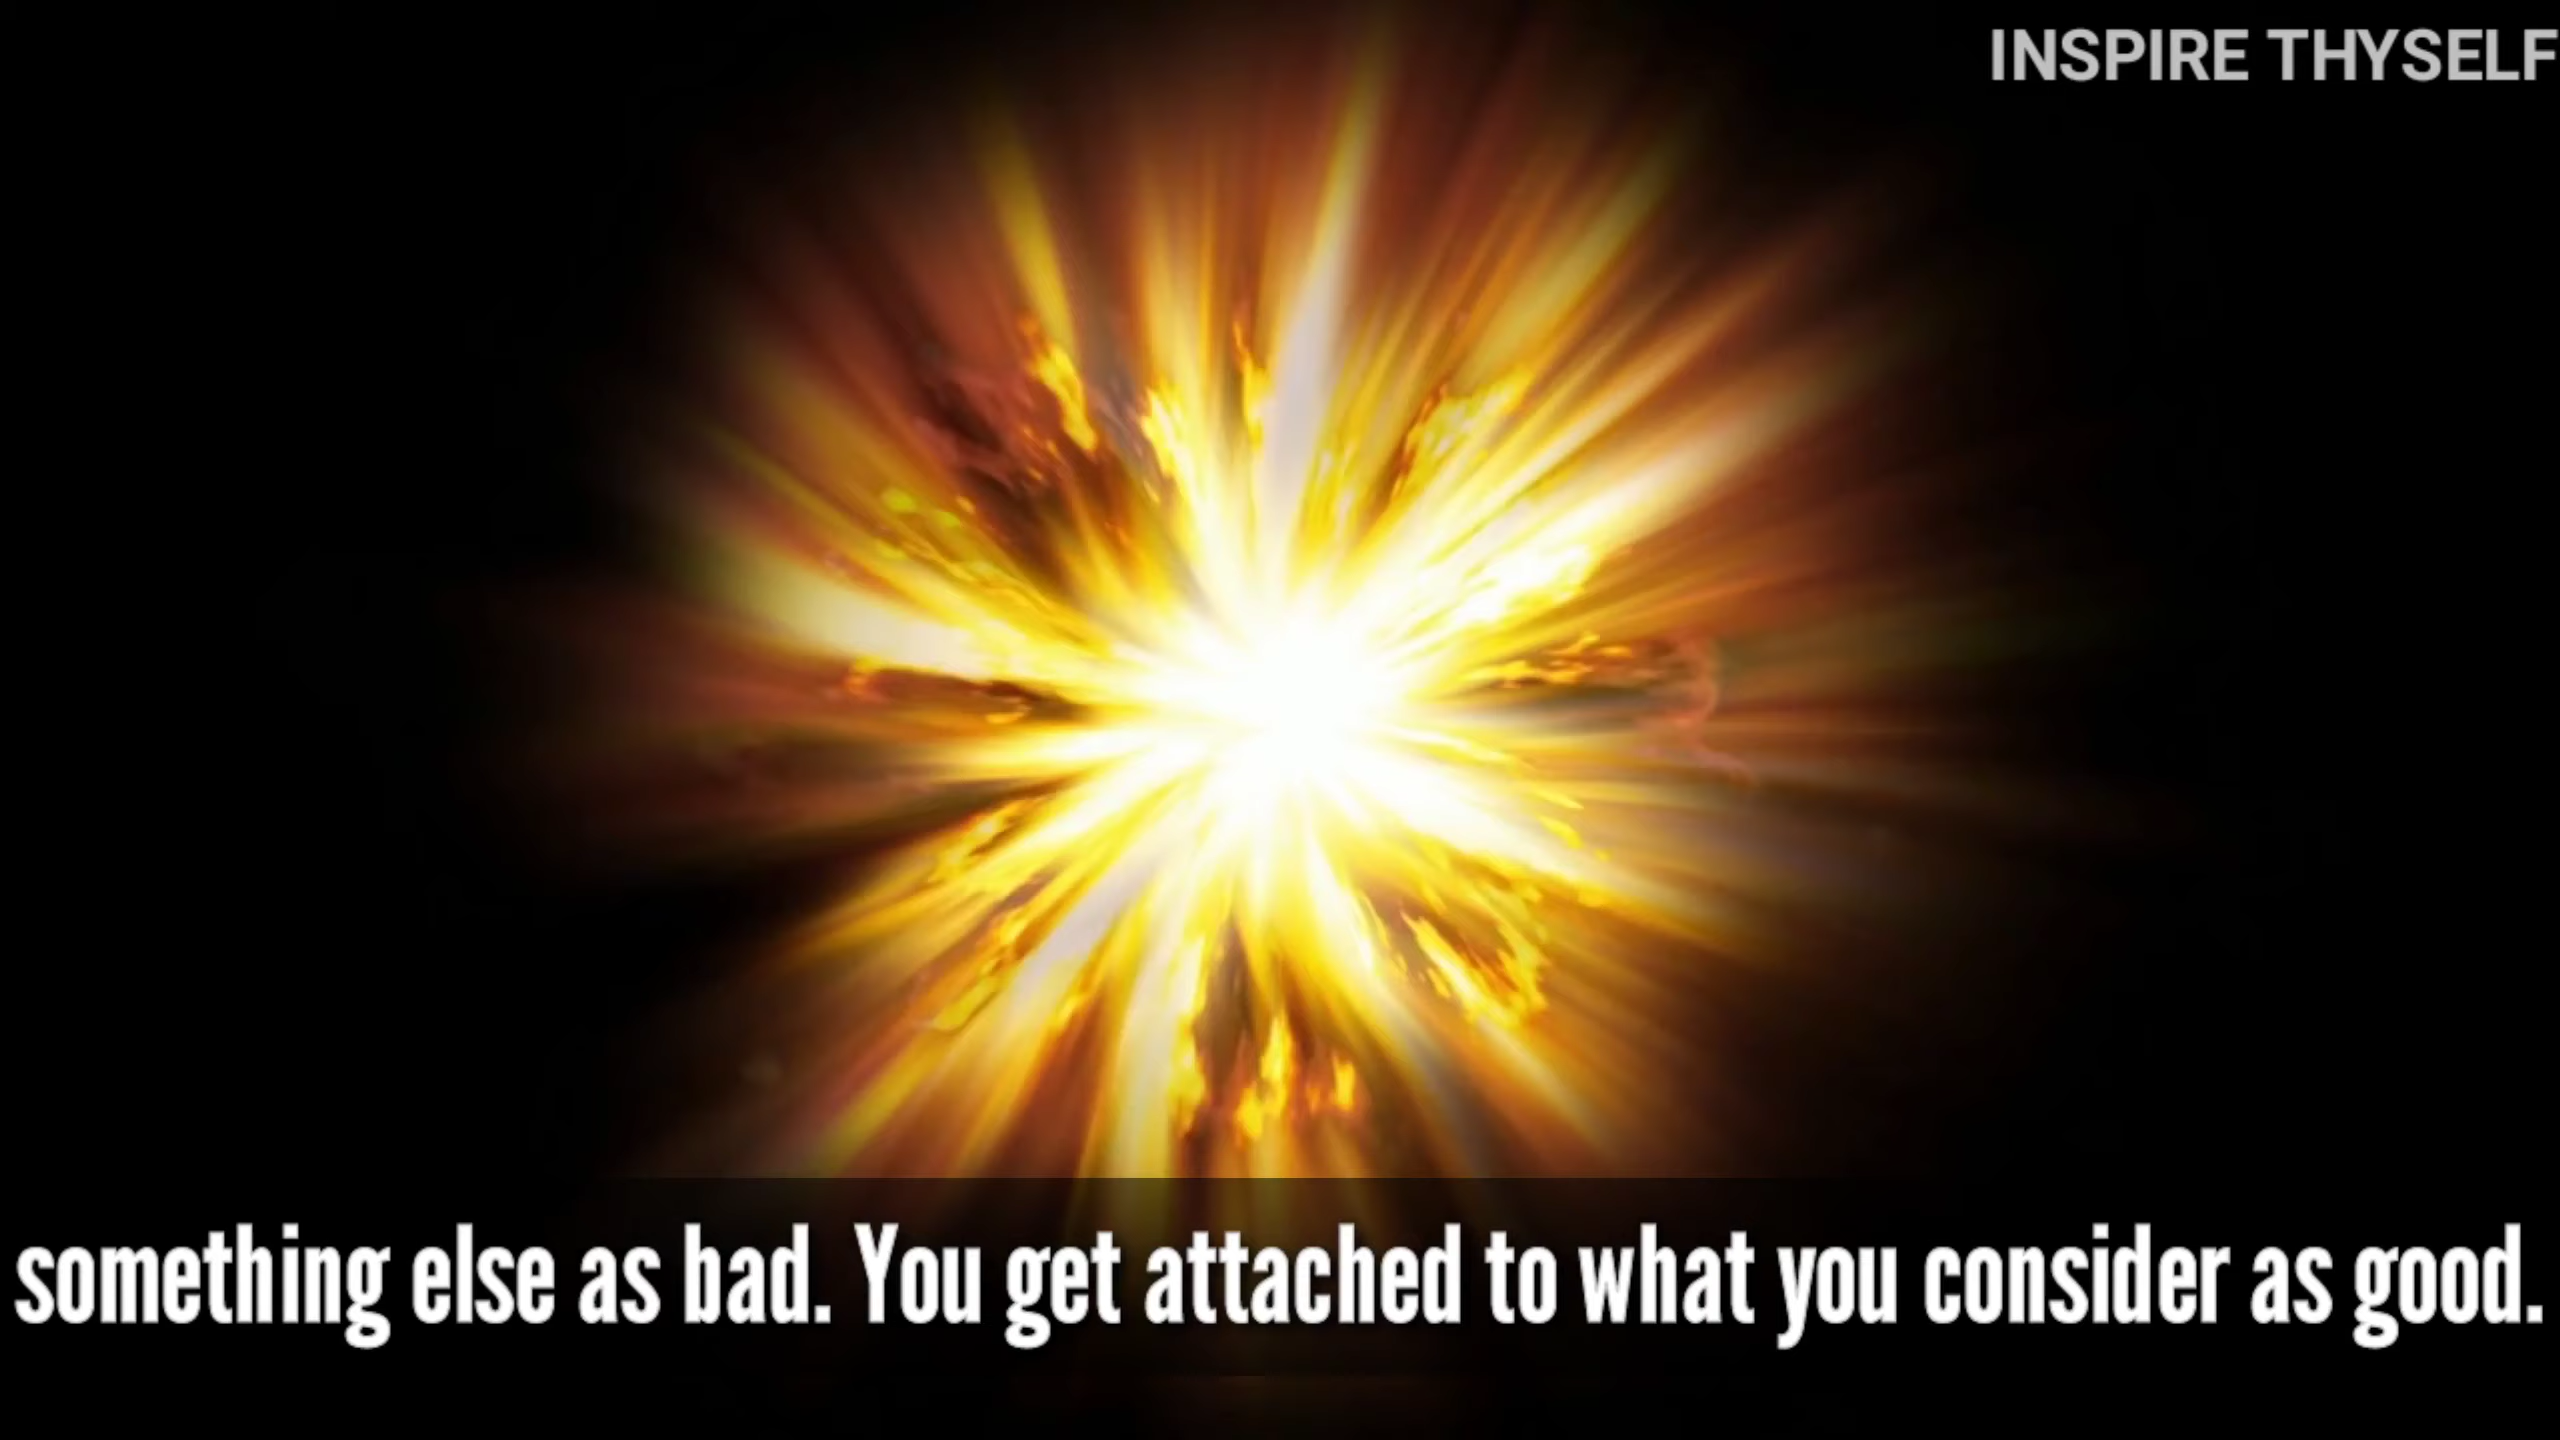 INSPIRE THYSELF
something else as bad. You get attached to what you consider as good.